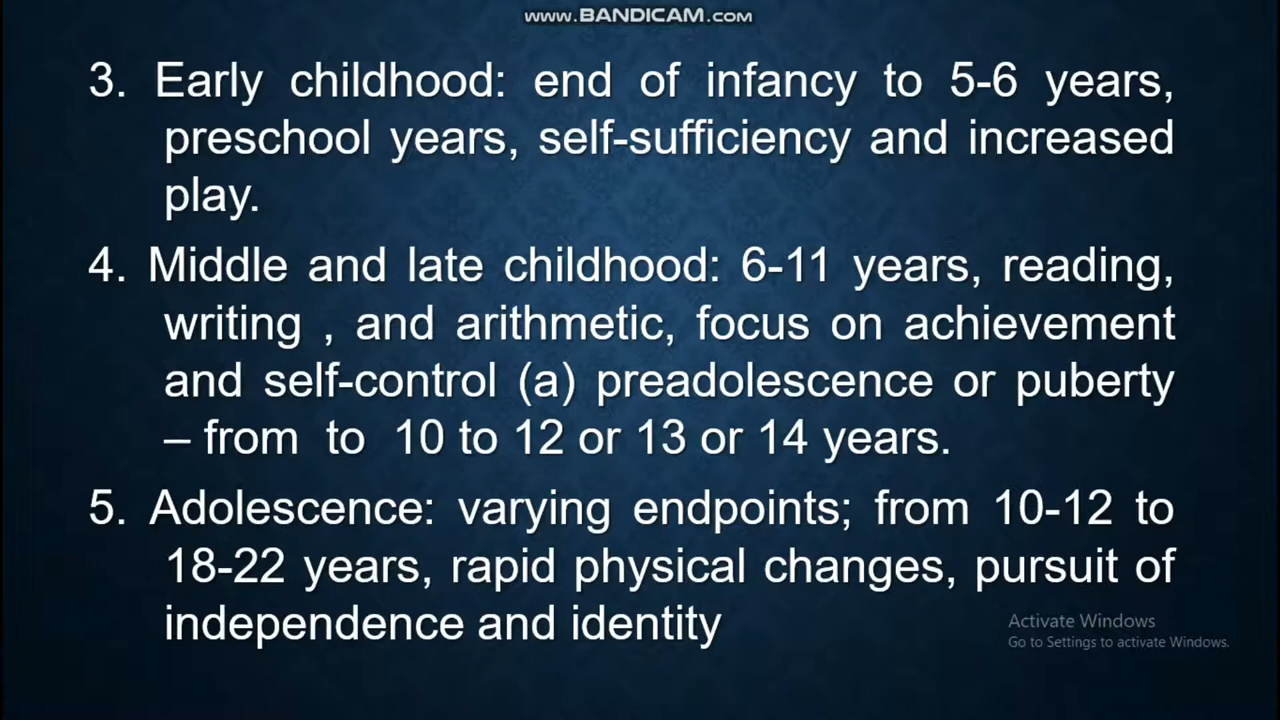 www.BANDICAM.com
3. Early childhood: end of infancy to 5-6 years,
preschool years, self-sufficiency and increased
play.
4. Middle and late childhood: 6-11 years, reading,
writing , and arithmetic, focus on achievement
and self-control (a) preadolescence or puberty
– from to 10 to 12 or 13 or 14 years.
5. Adolescence: varying endpoints; from 10-12 to
18-22 years, rapid physical changes, pursuit of
independence and identity
Activate Windows
Go to Settings to activate Windows.